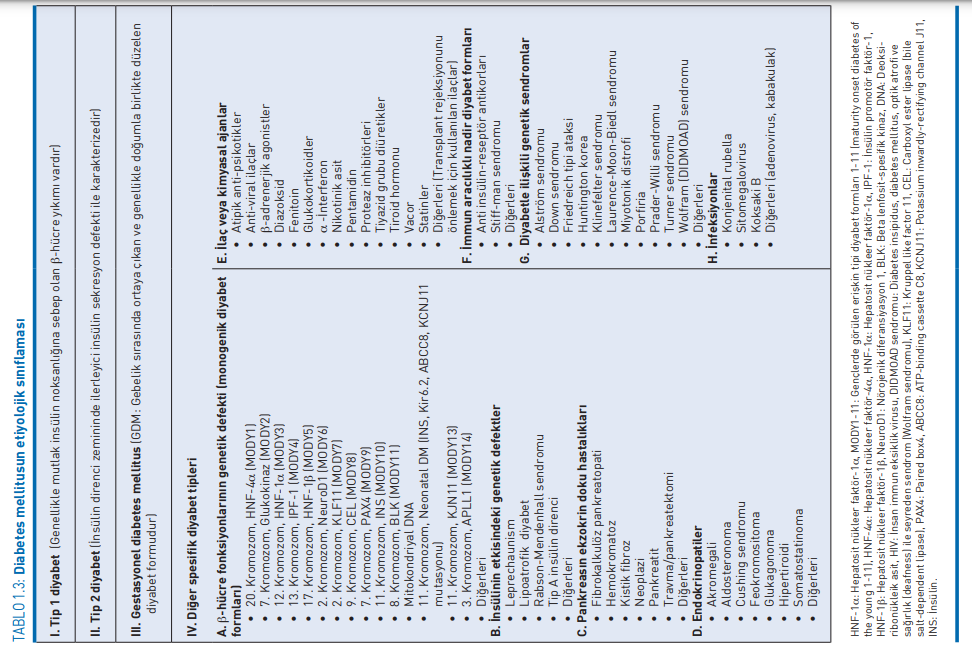 TABLO 1.3: Diabetes mellitusun etiyolojik sınıflaması
I. Tip 1 diyabet (Genellikle mutlak insülin noksanlığına sebep olan β-hücre yıkımı vardır)
II. Tip 2 diyabet (İnsülin direnci zemininde ilerleyici insülin sekresyon defekti ile karakterizedir)
III. Gestasyonel diabetes mellitus (GDM: Gebelik sırasında ortaya çıkan ve genellikle doğumla birlikte düzelen
diyabet formudur)
IV. Diğer spesifik diyabet tipleri
A. β-hücre fonksiyonlarının genetik defekti (monogenik diyabet
formları)
• 20. Kromozom, HNF-4α (MODY1)
• 7. Kromozom, Glukokinaz (MODY2)
• 12. Kromozom, HNF-1α (MODY3)
• 13. Kromozom, IPF-1 (MODY4)
• 17. Kromozom, HNF-1β (MODY5)
• 2. Kromozom, NeuroD1 (MODY6)
• 2. Kromozom, KLF11 (MODY7)
• 9. Kromozom, CEL (MODY8)
• 7. Kromozom, PAX4 (MODY9)
• 11. Kromozom, INS (MODY10)
• 8. Kromozom, BLK (MODY11)
• Mitokondriyal DNA
• 11. Kromozom, Neonatal DM (INS, Kir6.2, ABCC8, KCNJ11
mutasyonu)
• 11. Kromozom, KJN11 (MODY13)
• 3. Kromozom, APLL1 (MODY14)
• Diğerleri
B. İnsülinin etkisindeki genetik defektler
• Leprechaunism
• Lipoatrofik diyabet
• Rabson-Mendenhall sendromu
• Tip A insülin direnci
• Diğerleri
C. Pankreasın ekzokrin doku hastalıkları
• Fibrokalkulöz pankreatopati
• Hemokromatoz
• Kistik fibroz
• Neoplazi
• Pankreatit
• Travma/pankreatektomi
• Diğerleri
D. Endokrinopatiler
• Akromegali
• Aldosteronoma
• Cushing sendromu
• Feokromositoma
• Glukagonoma
• Hipertiroidi
• Somatostatinoma
• Diğerleri
E. İlaç veya kimyasal ajanlar
• Atipik anti-psikotikler
• Anti-viral ilaçlar
• β-adrenerjik agonistler
• Diazoksid
• Fenitoin
• Glukokortikoidler
• α-İnterferon
• Nikotinik asit
• Pentamidin
• Proteaz inhibitörleri
• Tiyazid grubu diüretikler
• Tiroid hormonu
• Vacor
• Statinler
• Diğerleri (Transplant rejeksiyonunu
önlemek için kullanılan ilaçlar)
F. İmmun aracılıklı nadir diyabet formları
• Anti insülin-reseptör antikorları
• Stiff-man sendromu
• Diğerleri
G. Diyabetle ilişkili genetik sendromlar
• Alström sendromu
• Down sendromu
• Friedreich tipi ataksi
• Huntington korea
• Klinefelter sendromu
• Laurence-Moon-Biedl sendromu
• Miyotonik distrofi
• Porfiria
• Prader-Willi sendromu
• Turner sendromu
• Wolfram (DIDMOAD) sendromu
• Diğerleri
H. İnfeksiyonlar
• Konjenital rubella
• Sitomegalovirus
• Koksaki B
• Diğerleri (adenovirus, kabakulak)
HNF-1α: Hepatosit nükleer faktör-1α, MODY1-11: Gençlerde görülen erişkin tipi diyabet formları 1-11 (maturity onset diabetes of
the young 1-11), HNF-4α: Hepatosit nükleer faktör-4α, HNF-1α: Hepatosit nükleer faktör-1α, IPF-1: İnsülin promotör faktör-1,
HNF-1β: Hepatosit nükleer faktör-1β, NeuroD1: Nörojenik diferansiyasyon 1, BLK: Beta lenfosit-spesifik kinaz, DNA: Deoksi-
ribonükleik asit, HIV: İnsan immun eksiklik virusu, DIDMOAD sendromu: Diabetes insipidus, diabetes mellitus, optik atrofi ve
sağırlık (deafness) ile seyreden sendrom (Wolfram sendromu), KLF11: Kruppel like factor 11, CEL: Carboxyl ester lipase (bile
salt-dependent lipase), PAX4: Paired box4, ABCC8: ATP-binding cassette C8, KCNJ11: Potassium inwardly-rectifying channel J11,
INS: İnsülin.